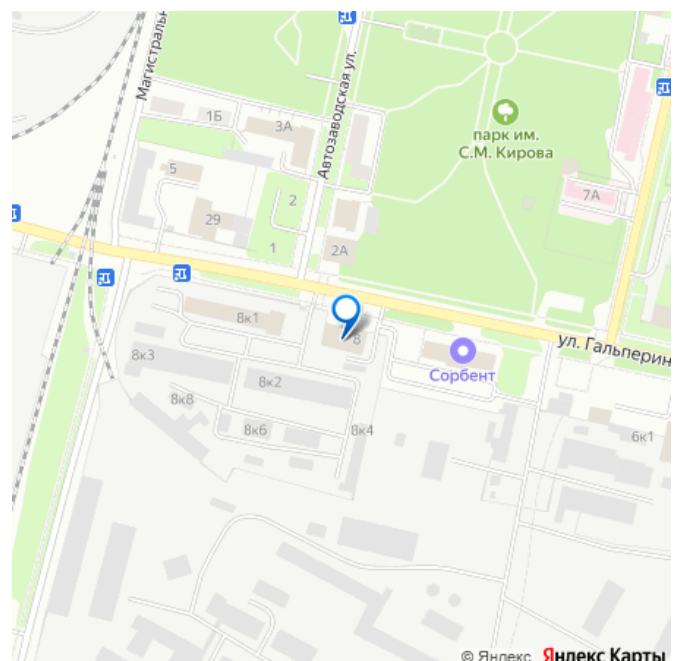 Магистральн
Автозаводская ул.
1Б
3А
парк им.
С.М. Кирова
5
2
7А
29
1
2А
8к1
8
ул. Гальперин
8к3
Сорбент
8к2
8к8
8к6
8к4
6к1
© Яндекс Яндекс Карты